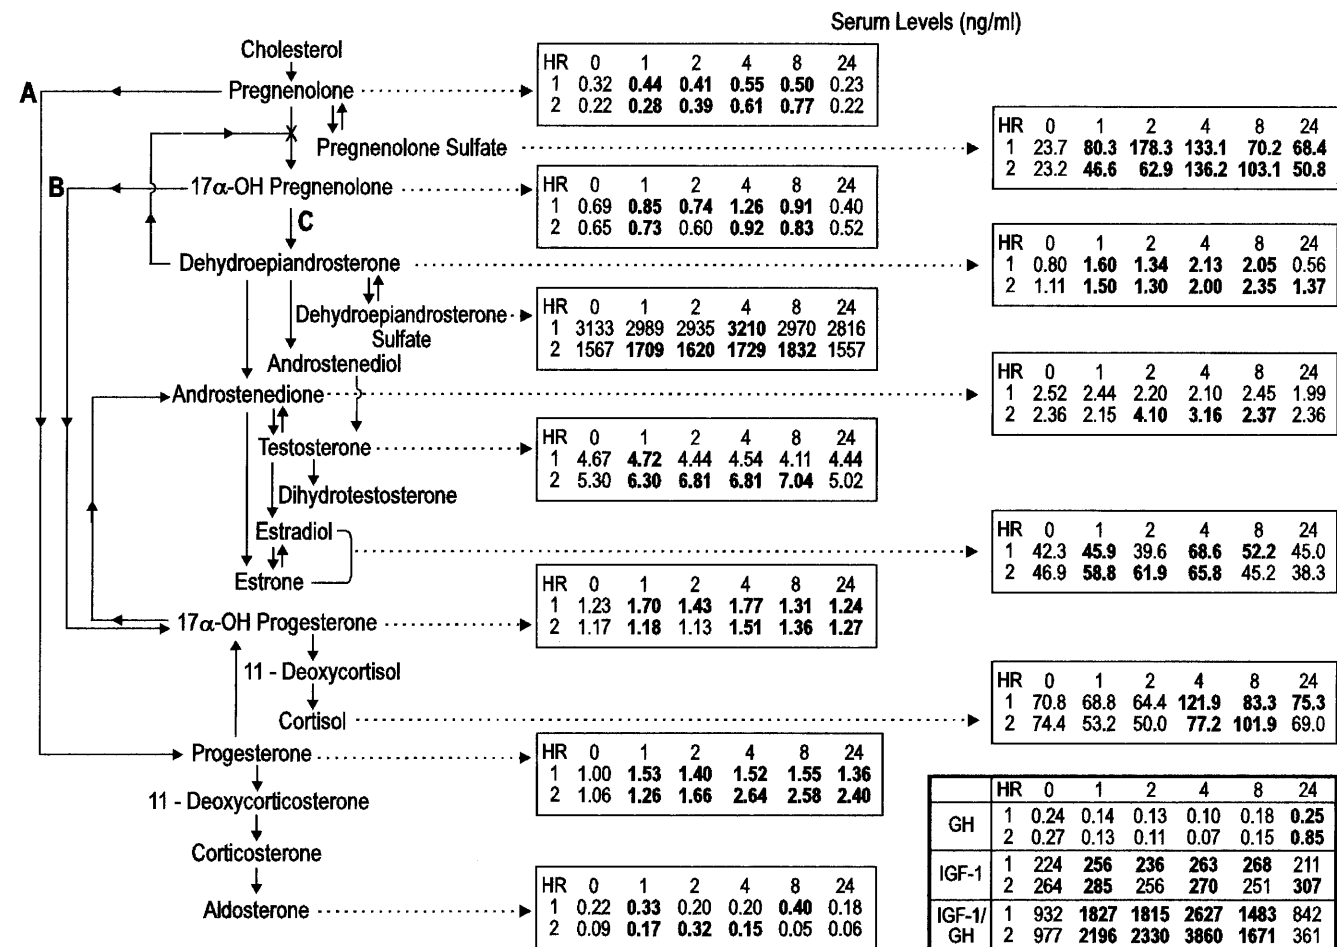 Serum Levels (ng/ml)
Cholesterol
A
Pregnenolone
HR 0 1 2 4 8 24
1 0.32 0.44 0.41 0.55 0.50 0.23
2 0.22 0.28 0.39 0.61 0.77 0.22
Pregnenolone Sulfate
HR 0 1 2 4 8 24
1 23.7 80.3 178.3 133.1 70.2 68.4
2 23.2 46.6 62.9 136.2 103.1 50.8
B
17α-OH Pregnenolone
HR 0 1 2 4 8 24
1 0.69 0.85 0.74 1.26 0.91 0.40
2 0.65 0.73 0.60 0.92 0.83 0.52
C
Dehydroepiandrosterone
HR 0 1 2 4 8 24
1 0.80 1.60 1.34 2.13 2.05 0.56
2 1.11 1.50 1.30 2.00 2.35 1.37
Dehydroepiandrosterone
Sulfate
HR 0 1 2 4 8 24
1 3133 2989 2935 3210 2970 2816
2 1567 1709 1620 1729 1832 1557
Androstenediol
Androstenedione
HR 0 1 2 4 8 24
1 2.52 2.44 2.20 2.10 2.45 1.99
2 2.36 2.15 4.10 3.16 2.37 2.36
Testosterone
HR 0 1 2 4 8 24
1 4.67 4.72 4.44 4.54 4.11 4.44
2 5.30 6.30 6.81 6.81 7.04 5.02
Dihydrotestosterone
Estradiol
Estrone
HR 0 1 2 4 8 24
1 42.3 45.9 39.6 68.6 52.2 45.0
2 46.9 58.8 61.9 65.8 45.2 38.3
17α-OH Progesterone
HR 0 1 2 4 8 24
1 1.23 1.70 1.43 1.77 1.31 1.24
2 1.17 1.18 1.13 1.51 1.36 1.27
11 - Deoxycortisol
Cortisol
HR 0 1 2 4 8 24
1 70.8 68.8 64.4 121.9 83.3 75.3
2 74.4 53.2 50.0 77.2 101.9 69.0
Progesterone
HR 0 1 2 4 8 24
1 1.00 1.53 1.40 1.52 1.55 1.36
2 1.06 1.26 1.66 2.64 2.58 2.40
11 - Deoxycorticosterone
Corticosterone
Aldosterone
HR 0 1 2 4 8 24
1 0.22 0.33 0.20 0.20 0.40 0.18
2 0.09 0.17 0.32 0.15 0.05 0.06
HR 0 1 2 4 8 24
GH
1 0.24 0.14 0.13 0.10 0.18 0.25
2 0.27 0.13 0.11 0.07 0.15 0.85
IGF-1
1 224 256 236 263 268 211
2 264 285 256 270 251 307
IGF-1/
GH
1 932 1827 1815 2627 1483 842
2 977 2196 2330 3860 1671 361